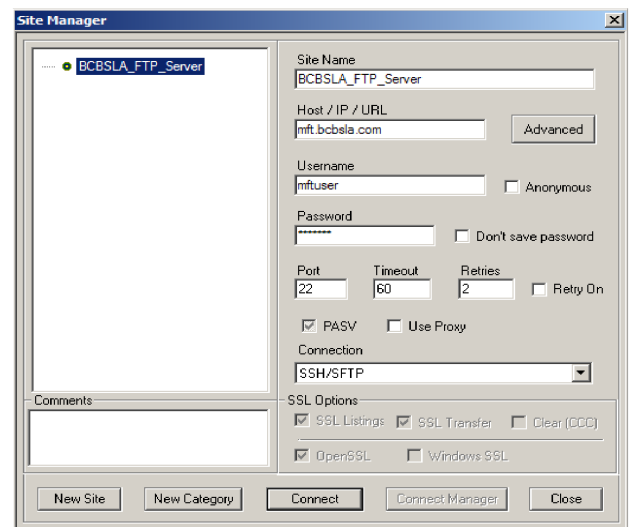 Site Manager
BCBSLA_FTP_Server
Site Name
BCBSLA_FTP_Server
Host / IP / URL
mft.bcbsla.com
Advanced
Username
mftuser
Anonymous
Password
*******
Don't save password
Port Timeout Retries
22 60 2 Retry On
PASV Use Proxy
Connection
SSH/SFTP
Comments
SSL Options
SSL Listings SSL Transfer Clear (CCC)
OpenSSL Windows SSL
New Site New Category Connect Connect Manager Close